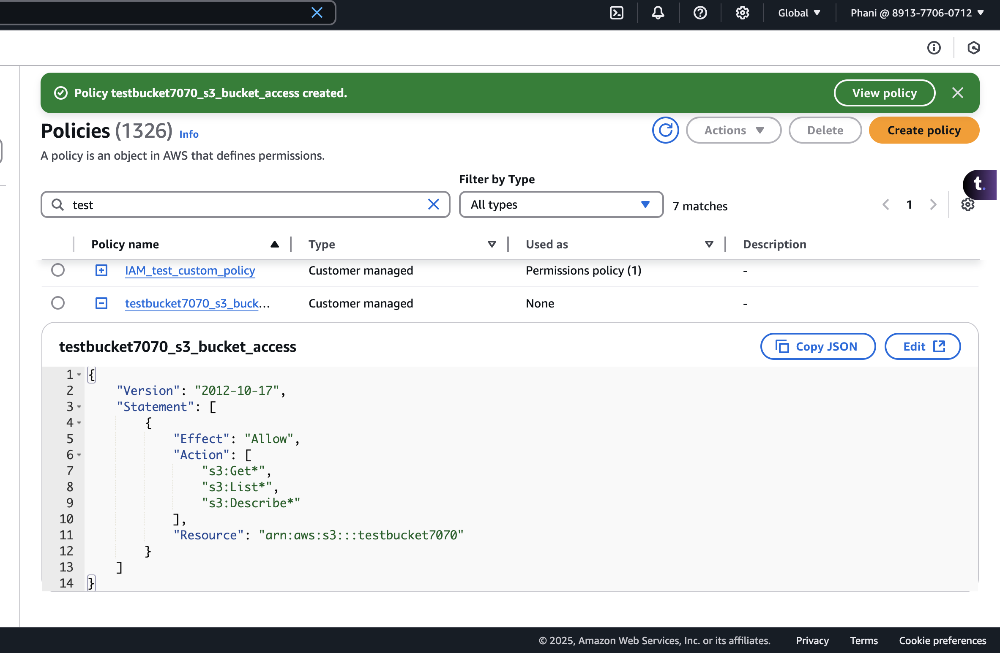 Global
Phani @ 8913-7706-0712
Policy testbucket7070_s3_bucket_access created.
View policy
Policies (1326) Info
Actions
Delete
Create policy
A policy is an object in AWS that defines permissions.
Filter by Type
test
All types
7 matches
1
t.
Policy name
Type
Used as
Description
IAM_test_custom_policy
Customer managed
Permissions policy (1)
-
testbucket7070_s3_buck...
Customer managed
None
-
testbucket7070_s3_bucket_access
Copy JSON
Edit
1 {
2 "Version": "2012-10-17",
3 "Statement": [
4 {
5 "Effect": "Allow",
6 "Action": [
7 "s3:Get*",
8 "s3:List*",
9 "s3:Describe*"
10 ],
11 "Resource": "arn:aws:s3:::testbucket7070"
12 }
13 ]
14 }
© 2025, Amazon Web Services, Inc. or its affiliates.
Privacy
Terms
Cookie preferences